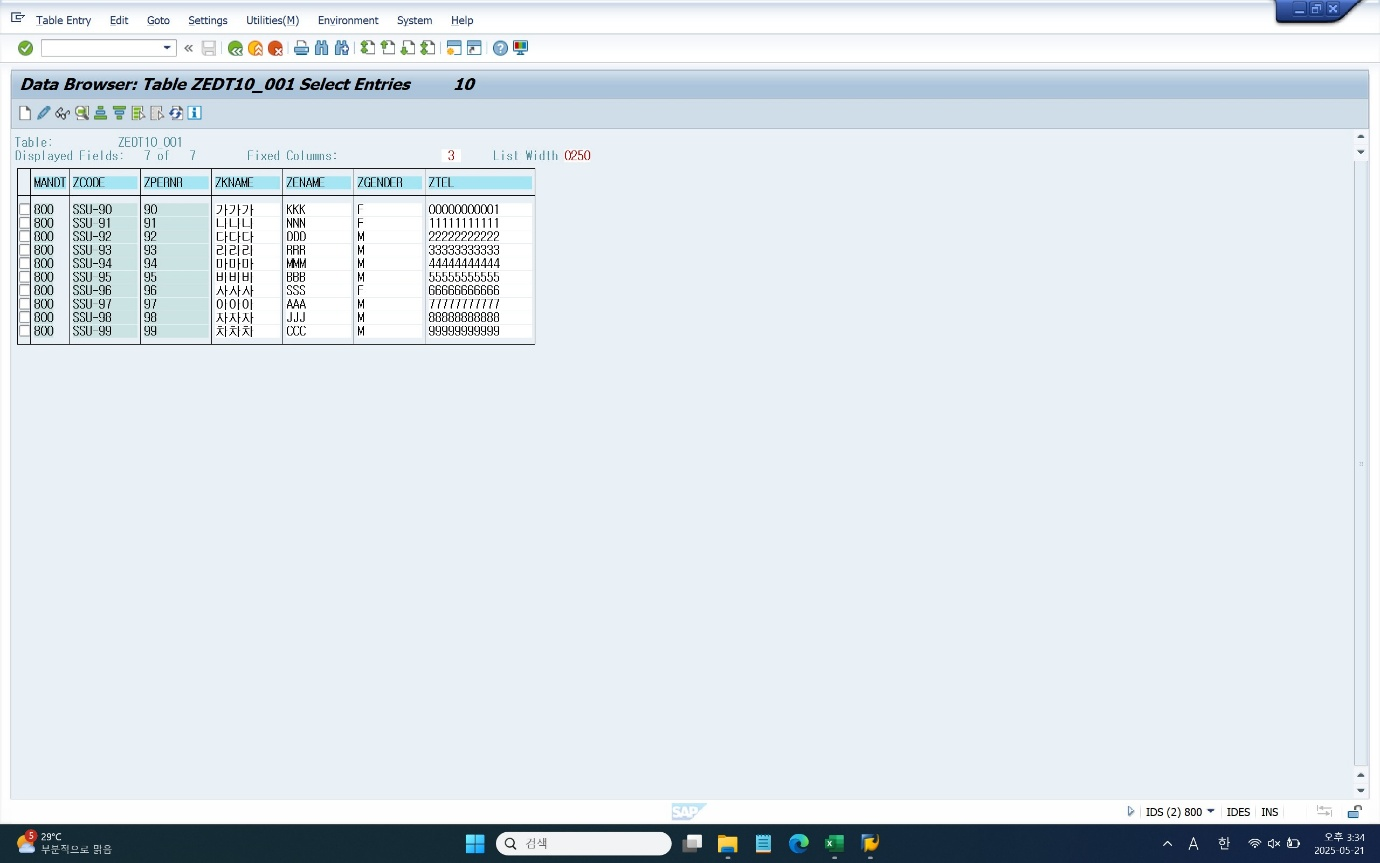 Table Entry Edit Goto Settings Utilities(M) Environment System Help
Data Browser: Table ZEDT10_001 Select Entries 10
Table: ZEDT10_001
Displayed Fields: 7 of 7 Fixed Columns: 3 List Width 0250
MANDT ZCODE ZPERNR ZKNAME ZENAME ZGENDER ZTEL
800 SSU-90 90 가가가 KKK F 00000000001
800 SSU-91 91 나나나 NNN F 11111111111
800 SSU-92 92 다다다 DDD M 22222222222
800 SSU-93 93 라라라 RRR M 33333333333
800 SSU-94 94 마마마 MMM M 44444444444
800 SSU-95 95 바바바 BBB M 55555555555
800 SSU-96 96 사사사 SSS F 66666666666
800 SSU-97 97 아아아 AAA M 77777777777
800 SSU-98 98 자자자 JJJ M 88888888888
800 SSU-99 99 차차차 CCC M 99999999999
SAP
IDS (2) 800 IDES INS
5
29°C
부분적으로 맑음
검색
A 한
오후 3:34
2025-05-21